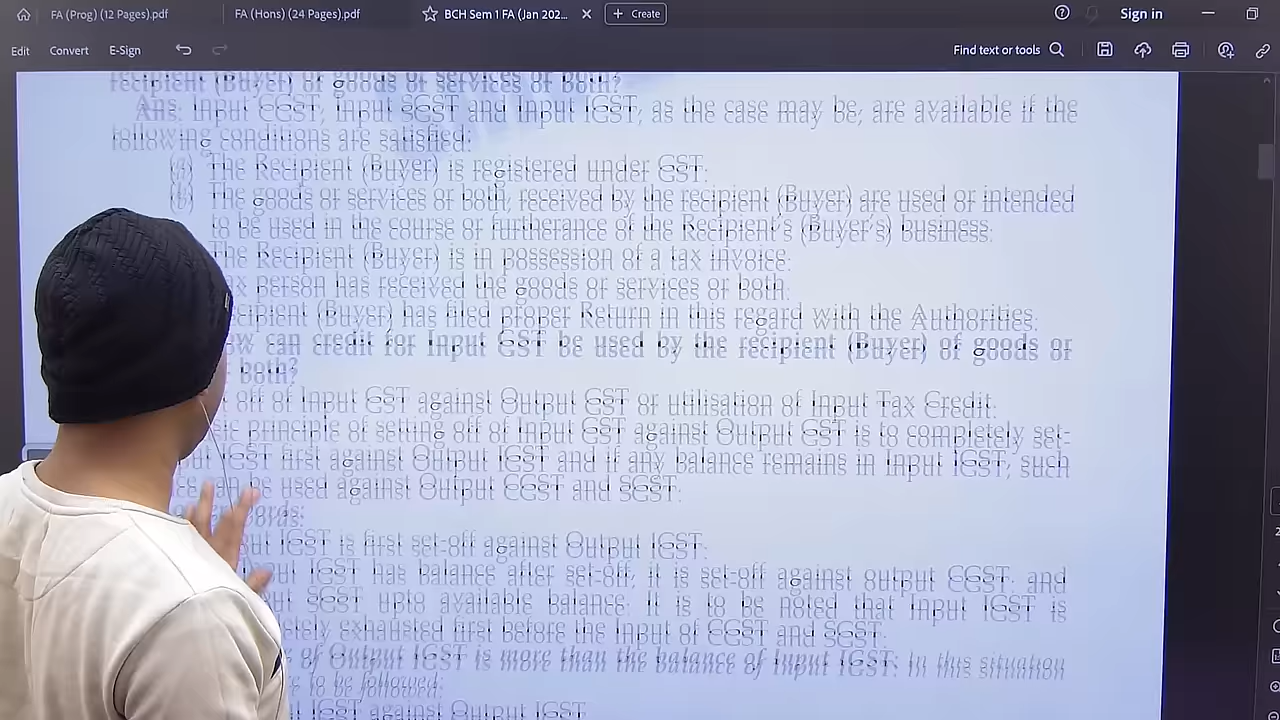 FA (Prog) (12 Pages).pdf
FA (Hons) (24 Pages).pdf
BCH Sem 1 FA (Jan 202...
Create
Sign in
Edit
Convert
E-Sign
Find text or tools
recipient (Buyer) of goods or services or both?
Ans. Input CGST, Input SGST and Input IGST, as the case may be, are available if the
following conditions are satisfied:
The Recipient (Buyer) is registered under GST.
(b) The goods or services or both, received by the recipient (Buyer) are used or intended
to be used in the course or furtherance of the Recipient's (Buyer's) business.
The Recipient (Buyer) is in possession of a tax invoice.
person has received the goods or services or both.
(Buyer) has filed proper Return in this regard with the Authorities.
can credit for Input GST be used by the recipient (Buyer) of goods or
both?
off of Input GST against Output GST or utilisation of Input Tax Credit.
principle of setting off of Input GST against Output GST is to completely set-
IGST first against Output IGST and if any balance remains in Input IGST, such
can be used against Output CGST and SGST.
words:
IGST is first set-off against Output IGST.
IGST has balance after set-off, it is set-off against output CGST and
SGST upto available balance. It is to be noted that Input IGST is
exhausted first before the Input of CGST and SGST.
of Output IGST is more than the balance of Input IGST: In this situation
to be followed:
IGST against Output IGST